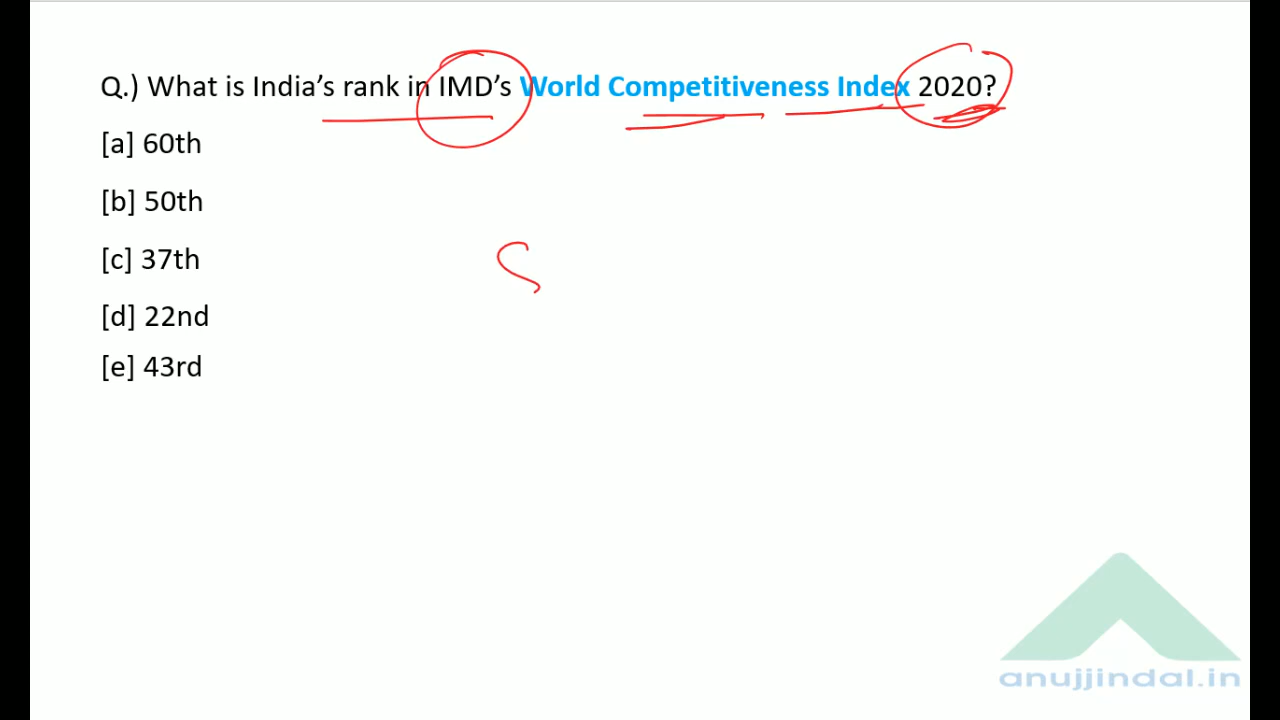 Q.) What is India’s rank in IMD’s World Competitiveness Index 2020?
[a] 60th
[b] 50th
[c] 37th
[d] 22nd
[e] 43rd
anujjindal.in